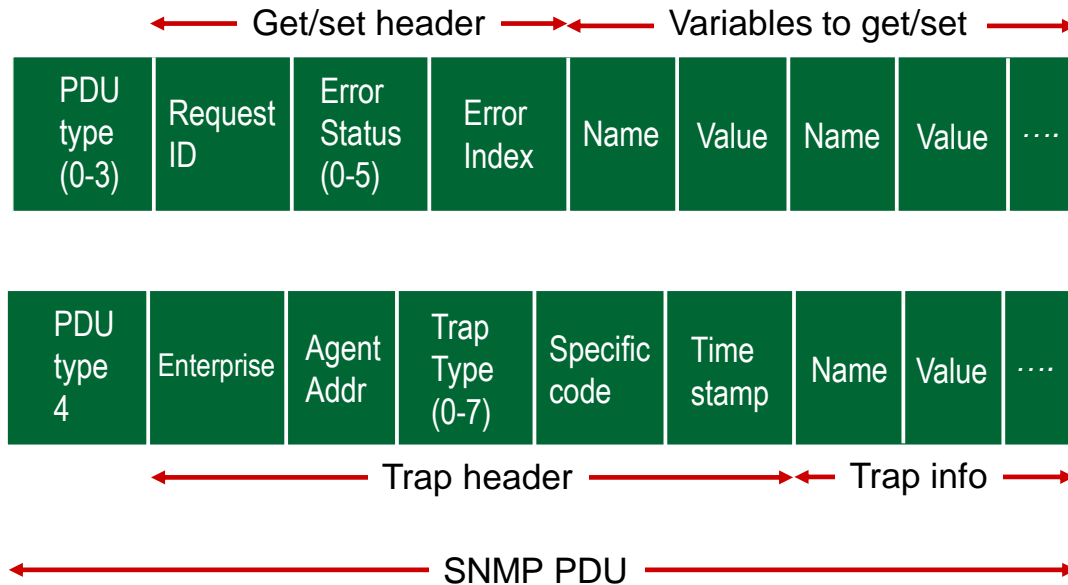 Get/set header
Variables to get/set
PDU
type
(0-3)
Request
ID
Error
Status
(0-5)
Error
Index
Name
Value
Name
Value
....
PDU
type
4
Enterprise
Agent
Addr
Trap
Type
(0-7)
Specific
code
Time
stamp
Name
Value
....
Trap header
Trap info
SNMP PDU